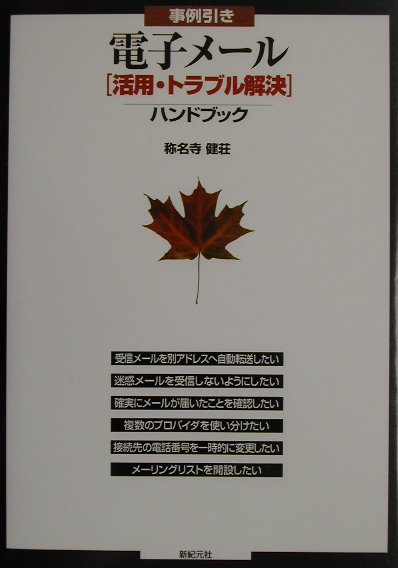 事例引き
電子メール
[活用・トラブル解決]
ハンドブック
称名寺 健荘
受信メールを別アドレスへ自動転送したい
迷惑メールを受信しないようにしたい
確実にメールが届いたことを確認したい
複数のプロバイダを使い分けたい
接続先の電話番号を一時的に変更したい
メーリングリストを開設したい
新紀元社